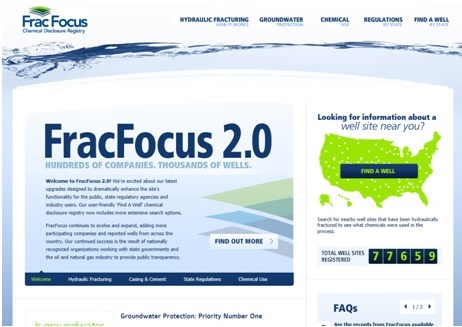 Frac Focus
Chemical Disclosure Registry
HYDRAULIC FRACTURING
HOW IT WORKS
GROUNDWATER
PROTECTION
CHEMICAL
USE
REGULATIONS
BY STATE
FIND A WELL
BY STATE
FracFocus 2.0
HUNDREDS OF COMPANIES. THOUSANDS OF WELLS.
Welcome to FracFocus 2.0! We're excited about our latest
upgrades designed to dramatically enhance the site's
functionality for the public, state regulatory agencies and
industry users. Our user-friendly 'Find A Well' chemical
disclosure registry now includes more extensive search options.
FracFocus continues to evolve and expand, adding more
participating companies and reported wells from across the
country. Our continued success is the result of nationally
recognized organizations working with state governments and
the oil and natural gas industry to provide public transparency.
FIND OUT MORE
Welcome
Hydraulic Fracturing
Casing & Cement
State Regulations
Chemical Use
Looking for information about a
well site near you?
FIND A WELL
Search for nearby well sites that have been hydraulically
fractured to see what chemicals were used in the
process.
TOTAL WELL SITES
REGISTERED
77659
is groundwater
Groundwater Protection: Priority Number One
FAQs
1 / 3
Are the records from FracFocus available